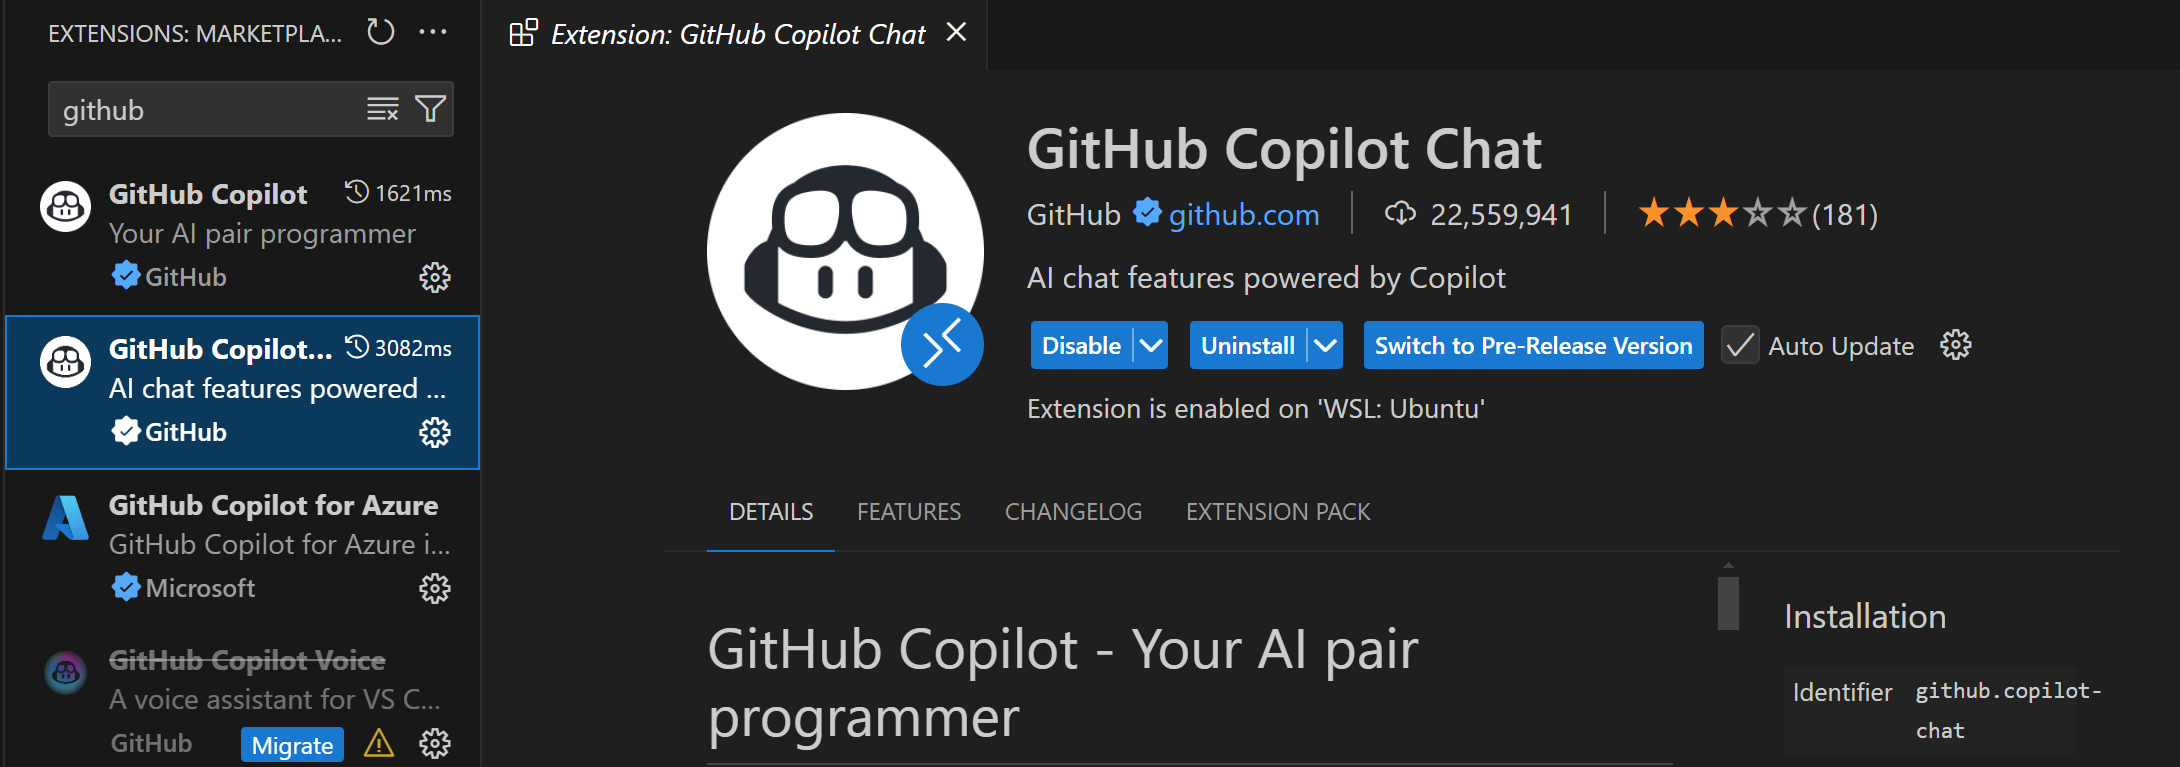 EXTENSIONS: MARKETPLA...
github
GitHub Copilot 1621ms
Your AI pair programmer
GitHub
GitHub Copilot... 3082ms
AI chat features powered ...
GitHub
GitHub Copilot for Azure
GitHub Copilot for Azure i...
Microsoft
GitHub Copilot Voice
A voice assistant for VS C...
GitHub Migrate
Extension: GitHub Copilot Chat
GitHub Copilot Chat
GitHub github.com 22,559,941 (181)
AI chat features powered by Copilot
Disable Uninstall Switch to Pre-Release Version Auto Update
Extension is enabled on 'WSL: Ubuntu'
DETAILS FEATURES CHANGELOG EXTENSION PACK
GitHub Copilot - Your AI pair
programmer
Installation
Identifier github.copilot-
chat